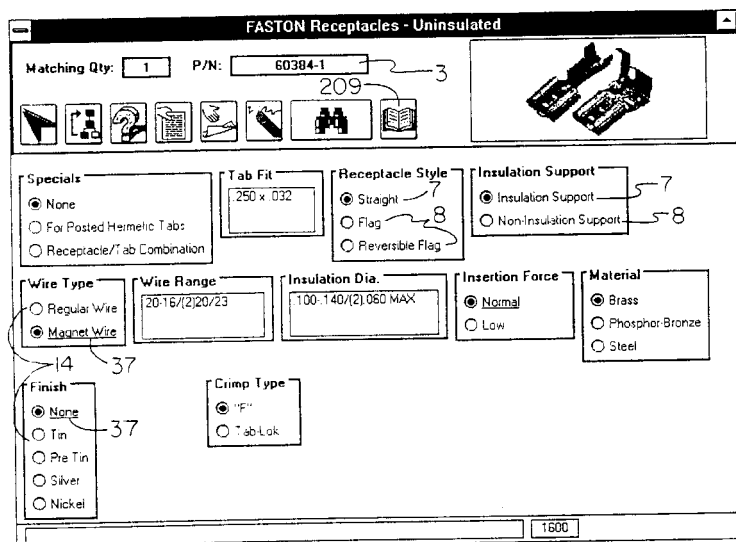 FASTON Receptacles - Uninsulated
Matching Qty: 1 P/N: 60384-1 3
209
Specials
None
For Posted Hermetic Tabs
Receptacle/Tab Combination
Tab Fit
.250 x .032
Receptacle Style
Straight 7
Flag 8
Reversible Flag
Insulation Support
Insulation Support 7
Non-Insulation Support 8
Wire Type
Regular Wire
Magnet Wire
14 37
Wire Range
20-16/(2)20/23
Insulation Dia.
.100-.140/(2).060 MAX
Insertion Force
Normal
Low
Material
Brass
Phosphor-Bronze
Steel
Finish
None
37
Tin
Pre Tin
Silver
Nickel
Crimp Type
"F"
Tab-Lok
1600